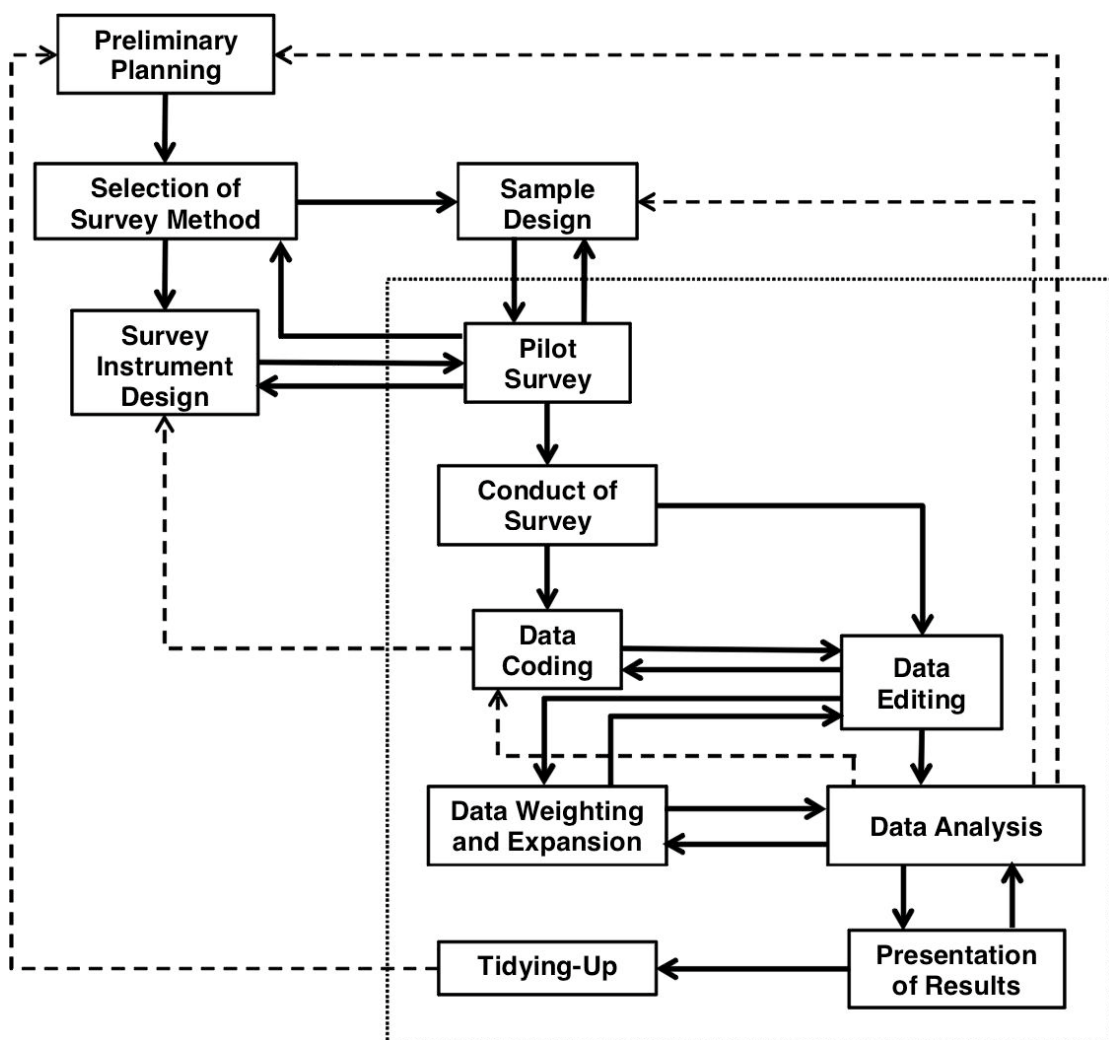 Preliminary
Planning
Selection of
Survey Method
Sample
Design
Survey
Instrument
Design
Pilot
Survey
Conduct of
Survey
Data
Coding
Data
Editing
Data Weighting
and Expansion
Data Analysis
Tidying-Up
Presentation
of Results